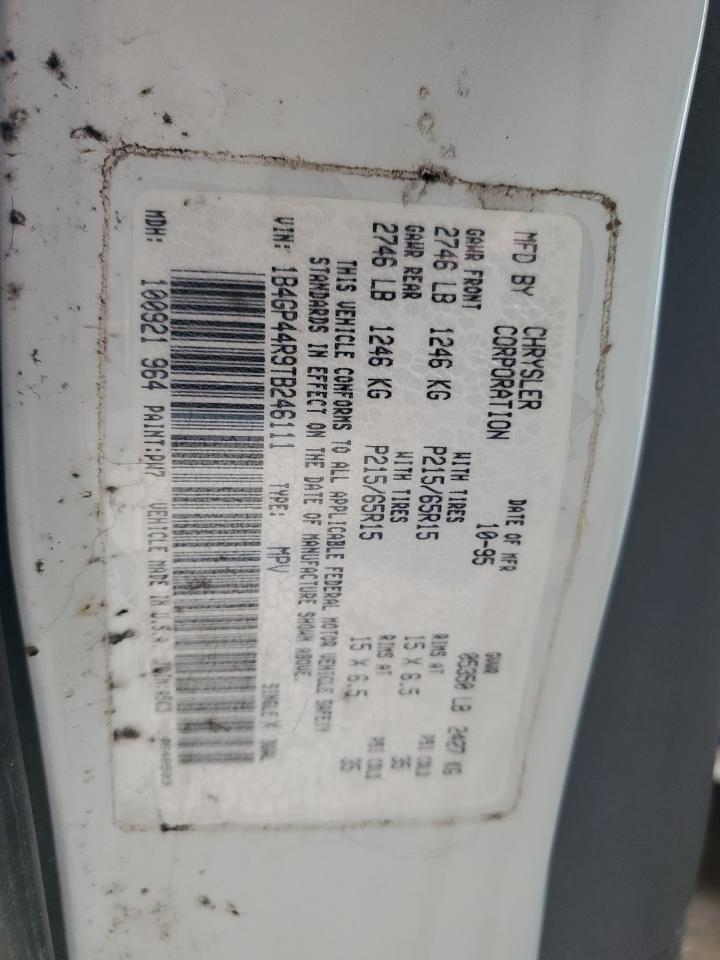 MFD BY CHRYSLER CORPORATION
DATE OF MFR 10-95
GVWR 05350 LB 2427 KG
GAWR FRONT WITH TIRES RIMS AT PSI COLD
2746 LB 1246 KG P215/65R15 15 X 6.5 35
GAWR REAR WITH TIRES RIMS AT PSI COLD
2746 LB 1246 KG P215/65R15 15 X 6.5 35
THIS VEHICLE CONFORMS TO ALL APPLICABLE FEDERAL MOTOR VEHICLE SAFETY
STANDARDS IN EFFECT ON THE DATE OF MANUFACTURE SHOWN ABOVE.
VIN: 1B4GP44R9TB246111 TYPE: MPV SINGLE X DUAL
MDH: 100921 964 PAINT:PW7 VEHICLE MADE IN U.S.A.